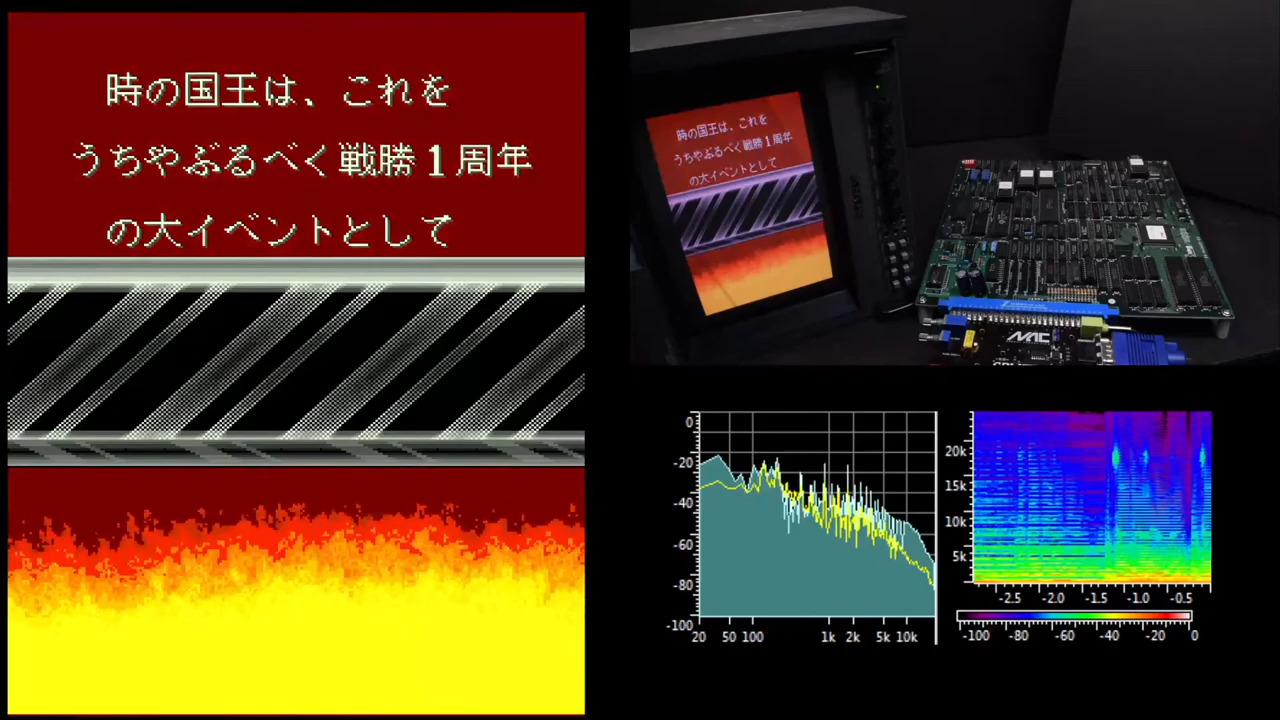 時の国王は、これを
うちやぶるべく戦勝１周年
の大イベントとして
時の国王は、これを
うちやぶるべく戦勝１周年
の大イベントとして
NAC
0
-20
-40
-60
-80
-100
20 50 100 1k 2k 5k 10k
20k
15k
10k
5k
-2.5 -2.0 -1.5 -1.0 -0.5
-100 -80 -60 -40 -20 0